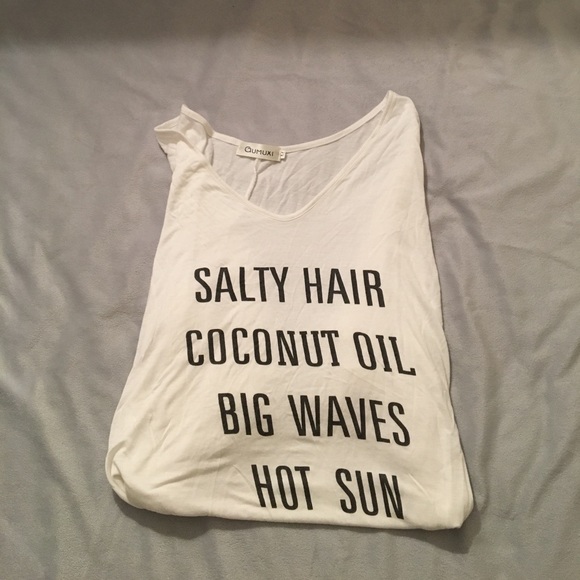 QUMUXI
SALTY HAIR
COCONUT OIL
BIG WAVES
HOT SUN